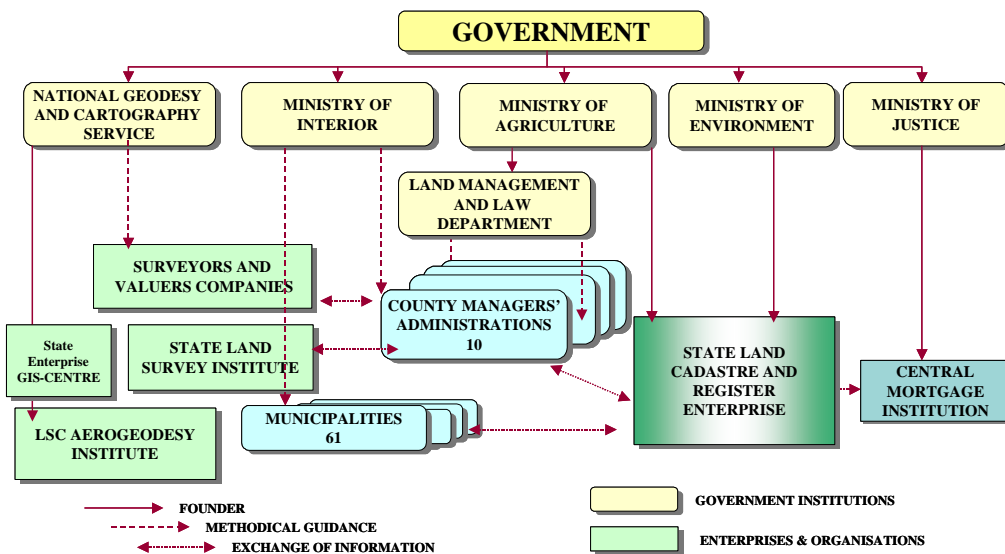 GOVERNMENT
NATIONAL GEODESY
AND CARTOGRAPHY
SERVICE
MINISTRY OF
INTERIOR
MINISTRY OF
AGRICULTURE
MINISTRY OF
ENVIRONMENT
MINISTRY OF
JUSTICE
LAND MANAGEMENT
AND LAW
DEPARTMENT
SURVEYORS AND
VALUERS COMPANIES
COUNTY MANAGERS’
ADMINISTRATIONS
10
State
Enterprise
GIS-CENTRE
STATE LAND
SURVEY INSTITUTE
STATE LAND
CADASTRE AND
REGISTER
ENTERPRISE
CENTRAL
MORTGAGE
INSTITUTION
LSC AEROGEODESY
INSTITUTE
MUNICIPALITIES
61
FOUNDER
METHODICAL GUIDANCE
EXCHANGE OF INFORMATION
GOVERNMENT INSTITUTIONS
ENTERPRISES & ORGANISATIONS